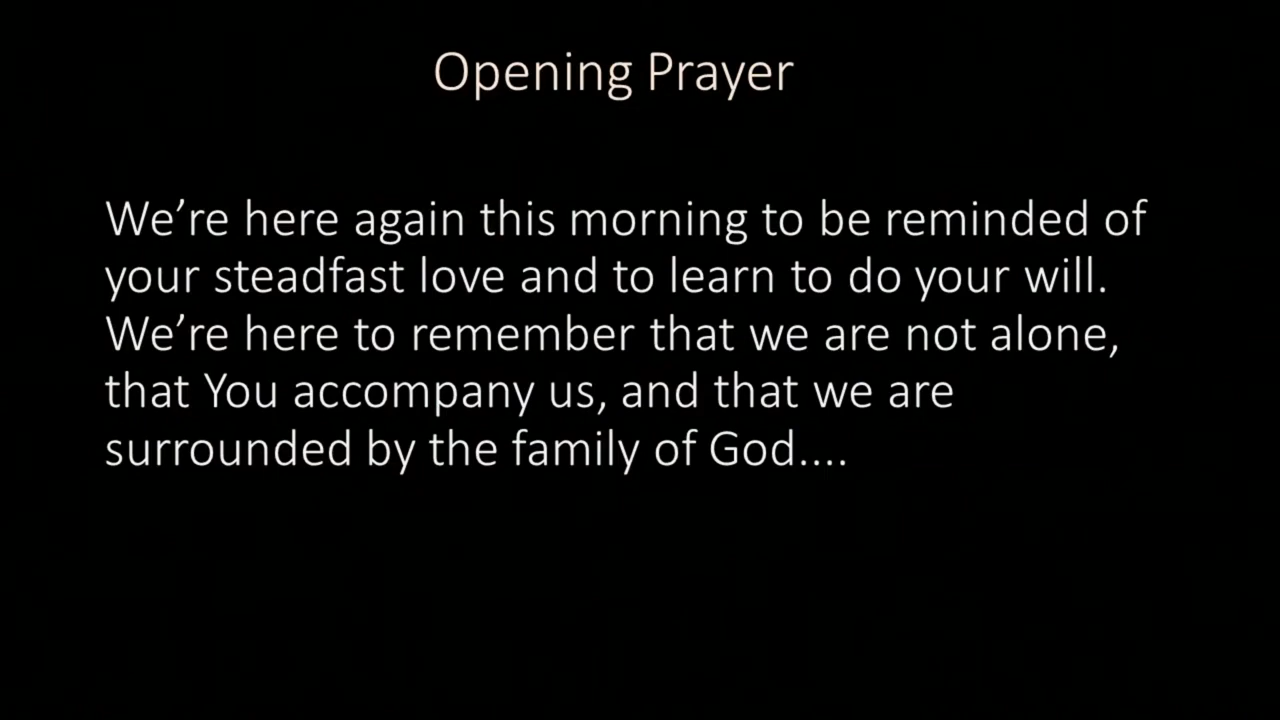 Opening Prayer
We’re here again this morning to be reminded of
your steadfast love and to learn to do your will.
We’re here to remember that we are not alone,
that You accompany us, and that we are
surrounded by the family of God....